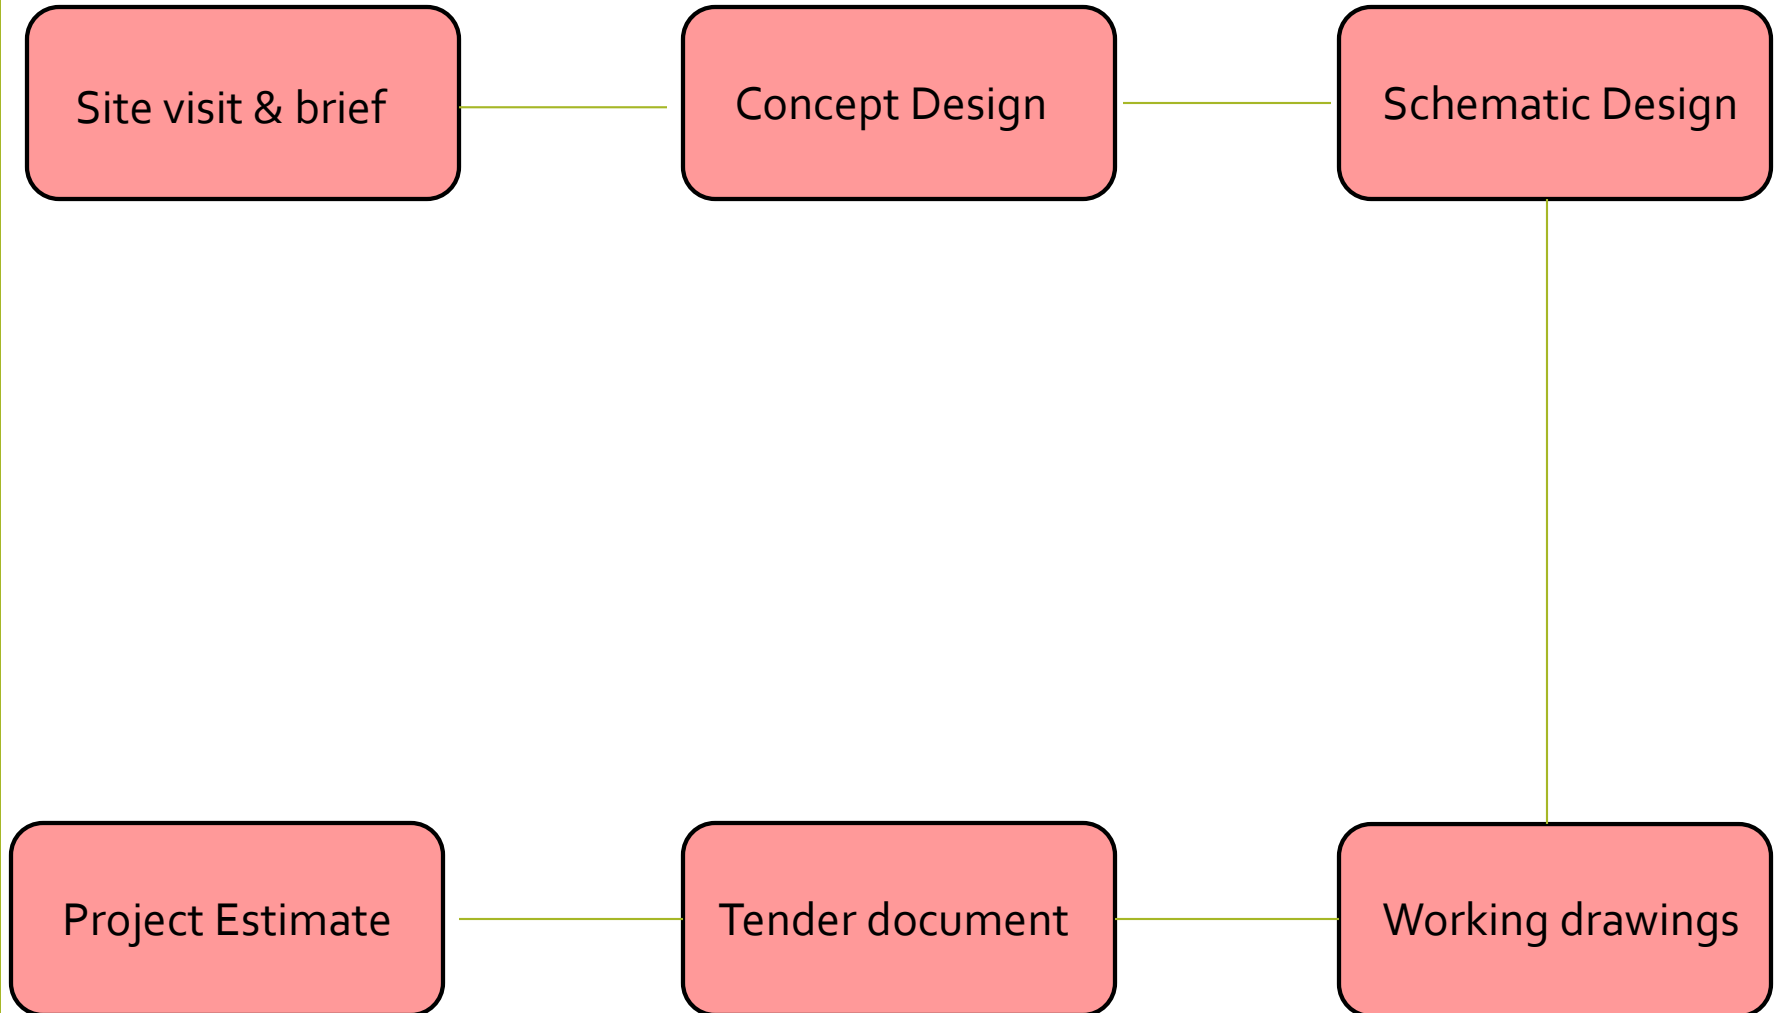 Site visit & brief
Concept Design
Schematic Design
Project Estimate
Tender document
Working drawings